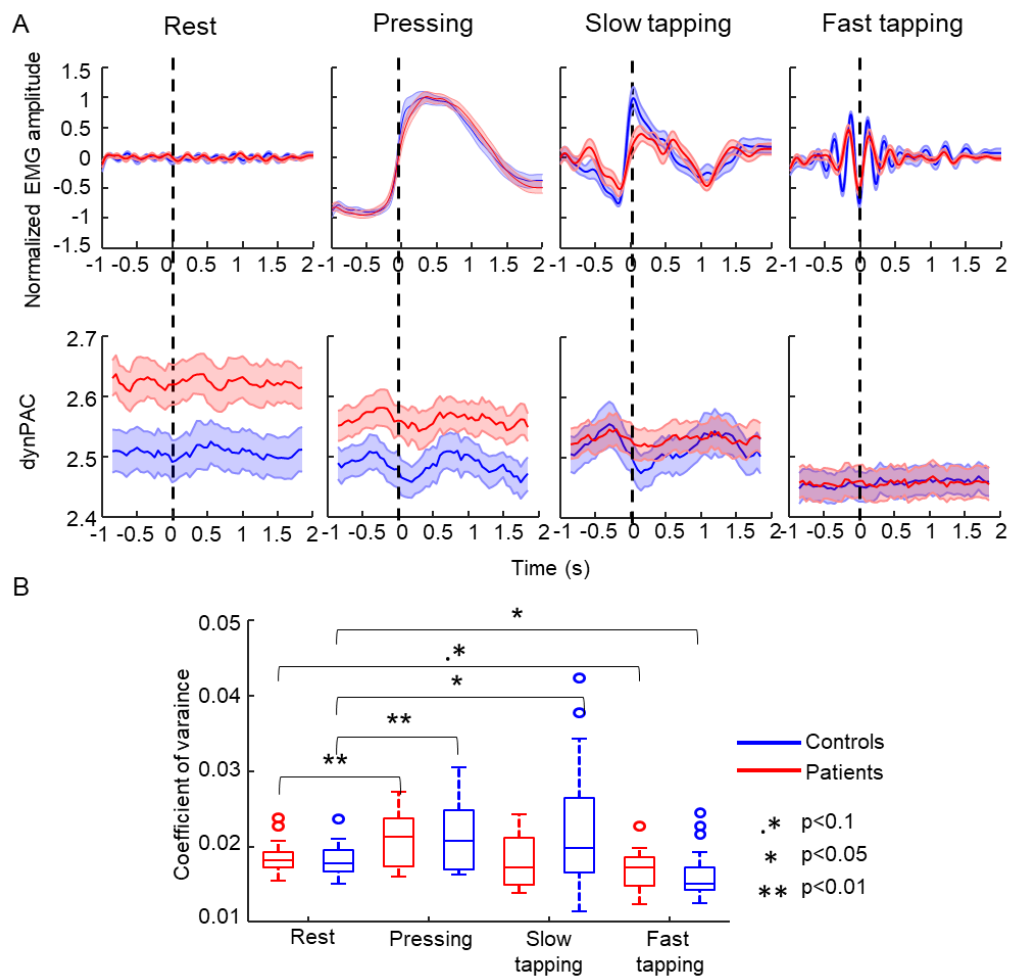 A
Rest
Pressing
Slow tapping
Fast tapping
Normalized EMG amplitude
1.5
1
0.5
0
-0.5
-1
-1.5
-1 -0.5 0 0.5 1 1.5 2
-1 -0.5 0 0.5 1 1.5 2
-1 -0.5 0 0.5 1 1.5 2
-1 -0.5 0 0.5 1 1.5 2
dynPAC
2.7
2.6
2.5
2.4
-1 -0.5 0 0.5 1 1.5 2
-1 -0.5 0 0.5 1 1.5 2
-1 -0.5 0 0.5 1 1.5 2
-1 -0.5 0 0.5 1 1.5 2
Time (s)
B
Coefficient of varaince
0.05
0.04
0.03
0.02
0.01
*
.*
*
**
**
Rest
Pressing
Slow
tapping
Fast
tapping
Controls
Patients
.* p<0.1
* p<0.05
** p<0.01